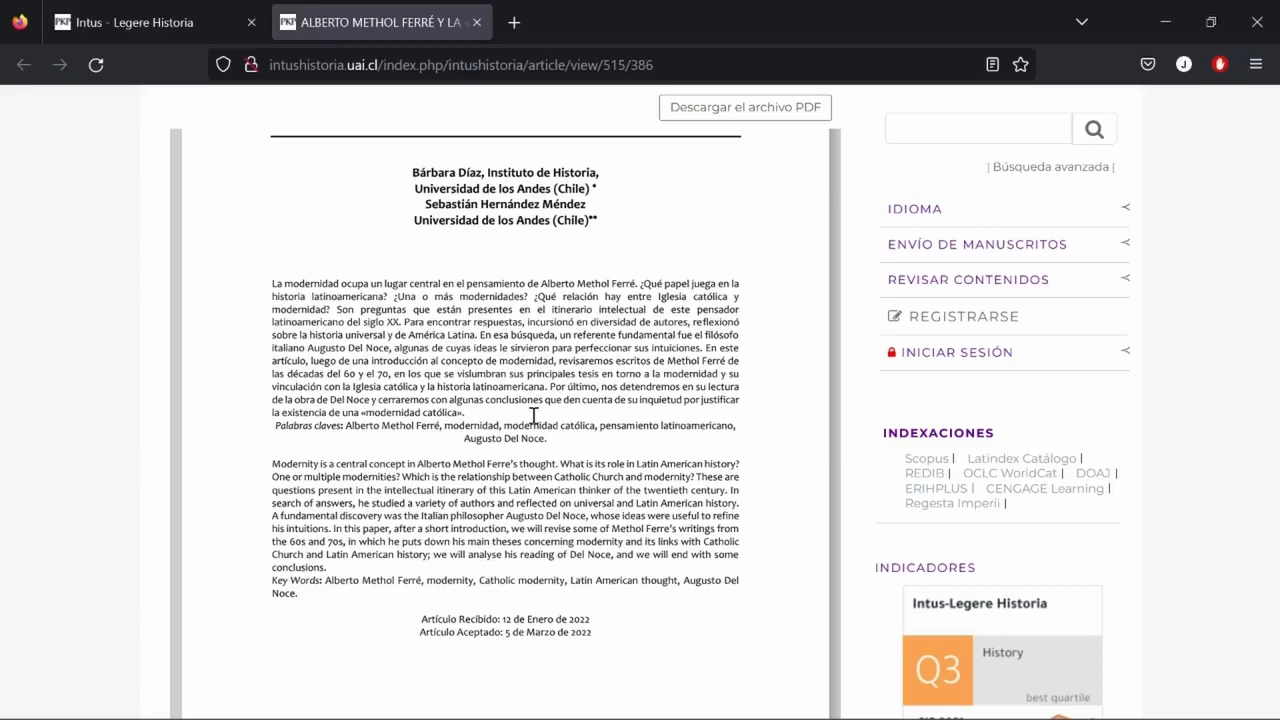 Intus - Legere Historia
ALBERTO METHOL FERRÉ Y LA
intushistoria.uai.cl/index.php/intushistoria/article/view/515/386
J
Descargar el archivo PDF
Bárbara Díaz, Instituto de Historia,
Universidad de los Andes (Chile) *
Sebastián Hernández Méndez
Universidad de los Andes (Chile)**
La modernidad ocupa un lugar central en el pensamiento de Alberto Methol Ferré. ¿Qué papel juega en la
historia latinoamericana? ¿Una o más modernidades? ¿Qué relación hay entre Iglesia católica y
modernidad? Son preguntas que están presentes en el itinerario intelectual de este pensador
latinoamericano del siglo XX. Para encontrar respuestas, incursionó en diversidad de autores, reflexionó
sobre la historia universal y de América Latina. En esa búsqueda, un referente fundamental fue el filósofo
italiano Augusto Del Noce, algunas de cuyas ideas le sirvieron para perfeccionar sus intuiciones. En este
artículo, luego de una introducción al concepto de modernidad, revisaremos escritos de Methol Ferré de
las décadas del 60 y el 70, en los que se vislumbran sus principales tesis en torno a la modernidad y su
vinculación con la Iglesia católica y la historia latinoamericana. Por último, nos detendremos en su lectura
de la obra de Del Noce y cerraremos con algunas conclusiones que den cuenta de su inquietud por justificar
la existencia de una «modernidad católica».
Palabras claves: Alberto Methol Ferré, modernidad, modernidad católica, pensamiento latinoamericano,
Augusto Del Noce.
Modernity is a central concept in Alberto Methol Ferre's thought. What is its role in Latin American history?
One or multiple modernities? Which is the relationship between Catholic Church and modernity? These are
questions present in the intellectual itinerary of this Latin American thinker of the twentieth century. In
search of answers, he studied a variety of authors and reflected on universal and Latin American history.
A fundamental discovery was the Italian philosopher Augusto Del Noce, whose ideas were useful to refine
his intuitions. In this paper, after a short introduction, we will revise some of Methol Ferre's writings from
the 60s and 70s, in which he puts down his main theses concerning modernity and its links with Catholic
Church and Latin American history; we will analyse his reading of Del Noce, and we will end with some
conclusions.
Key Words: Alberto Methol Ferré, modernity, Catholic modernity, Latin American thought, Augusto Del
Noce.
Artículo Recibido: 12 de Enero de 2022
Artículo Aceptado: 5 de Marzo de 2022
] Búsqueda avanzada [
IDIOMA
ENVÍO DE MANUSCRITOS
REVISAR CONTENIDOS
REGISTRARSE
INICIAR SESIÓN
INDEXACIONES
Scopus | Latindex Catálogo |
REDIB | OCLC WorldCat | DOAJ |
ERIHPLUS | CENGAGE Learning |
Regesta Imperii |
INDICADORES
Intus-Legere Historia
Q3
History
best quartile